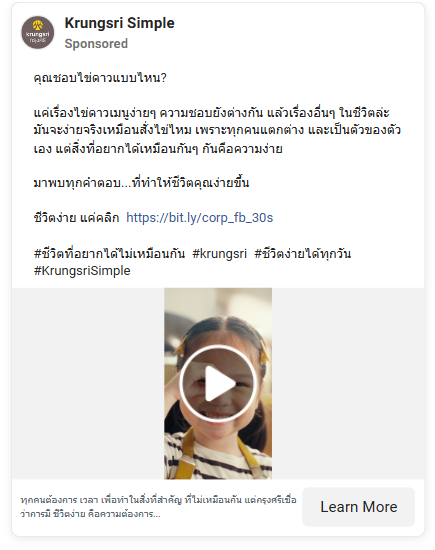 krungsri
กรุงศรี
Krungsri Simple
Sponsored
คุณชอบไข่ดาวแบบไหน?
แค่เรื่องไข่ดาวเมนูง่ายๆ ความชอบยังต่างกัน แล้วเรื่องอื่นๆ ในชีวิตล่ะ
มันจะง่ายจริงเหมือนสั่งไข่ไหม เพราะทุกคนแตกต่าง และเป็นตัวของตัว
เอง แต่สิ่งที่อยากได้เหมือนกันๆ กันคือความง่าย
มาพบทุกคำตอบ...ที่ทำให้ชีวิตคุณง่ายขึ้น
ชีวิตง่าย แค่คลิก https://bit.ly/corp_fb_30s
#ชีวิตที่อยากได้ไม่เหมือนกัน #krungsri #ชีวิตง่ายได้ทุกวัน
#KrungsriSimple
ทุกคนต้องการ เวลา เพื่อทำในสิ่งที่สำคัญ ที่ไม่เหมือนกัน แต่กรุงศรีเชื่อ
ว่าการมี ชีวิตง่าย คือความต้องการ...
Learn More